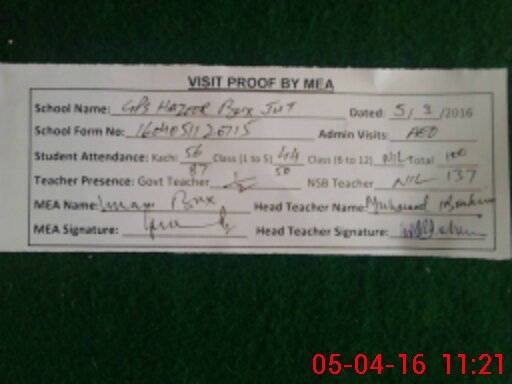 VISIT PROOF BY MEA
School Name: GPS HAZOOR Bux JUT Dated: 5/ /2016
School Form No: Admin Visits: AEO
Student Attendance: Kachi 56/87 Class (1 to 5) 44/50 Class (6 to 12) NIL Total 100/137
Teacher Presence: Govt Teacher NSB Teacher NIL
MEA Name: Imam Bux Head Teacher Name: Muhammad
MEA Signature: Head Teacher Signature:
05-04-16 11:21